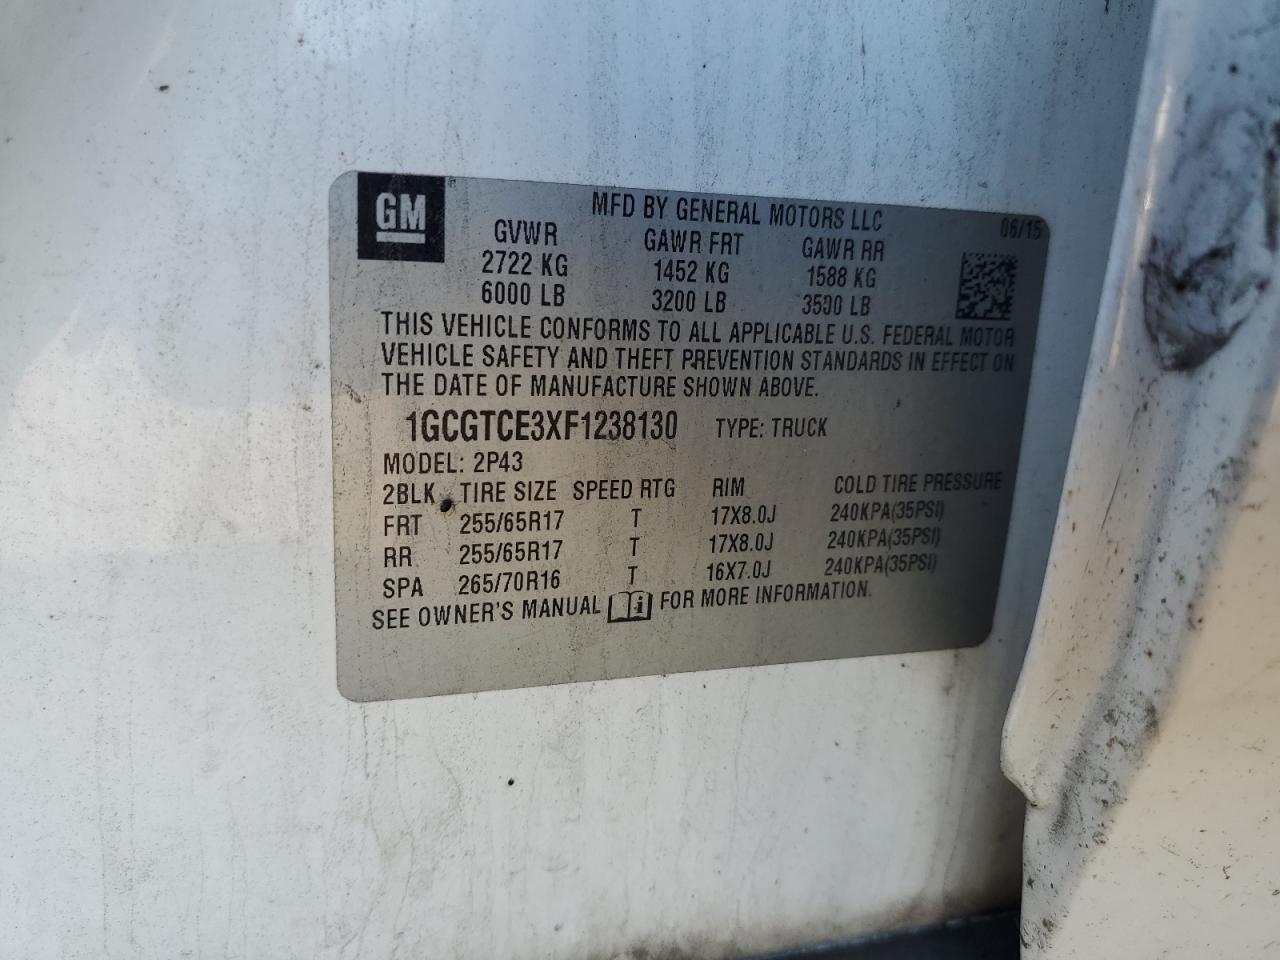 GM
MFD BY GENERAL MOTORS LLC 06/15
GVWR GAWR FRT GAWR RR
2722 KG 1452 KG 1588 KG
6000 LB 3200 LB 3500 LB
THIS VEHICLE CONFORMS TO ALL APPLICABLE U.S. FEDERAL MOTOR
VEHICLE SAFETY AND THEFT PREVENTION STANDARDS IN EFFECT ON
THE DATE OF MANUFACTURE SHOWN ABOVE.
1GCGTCE3XF1238130 TYPE: TRUCK
MODEL: 2P43
2BLK TIRE SIZE SPEED RTG RIM COLD TIRE PRESSURE
FRT 255/65R17 T 17X8.0J 240KPA(35PSI)
RR 255/65R17 T 17X8.0J 240KPA(35PSI)
SPA 265/70R16 T 16X7.0J 240KPA(35PSI)
SEE OWNER'S MANUAL FOR MORE INFORMATION.